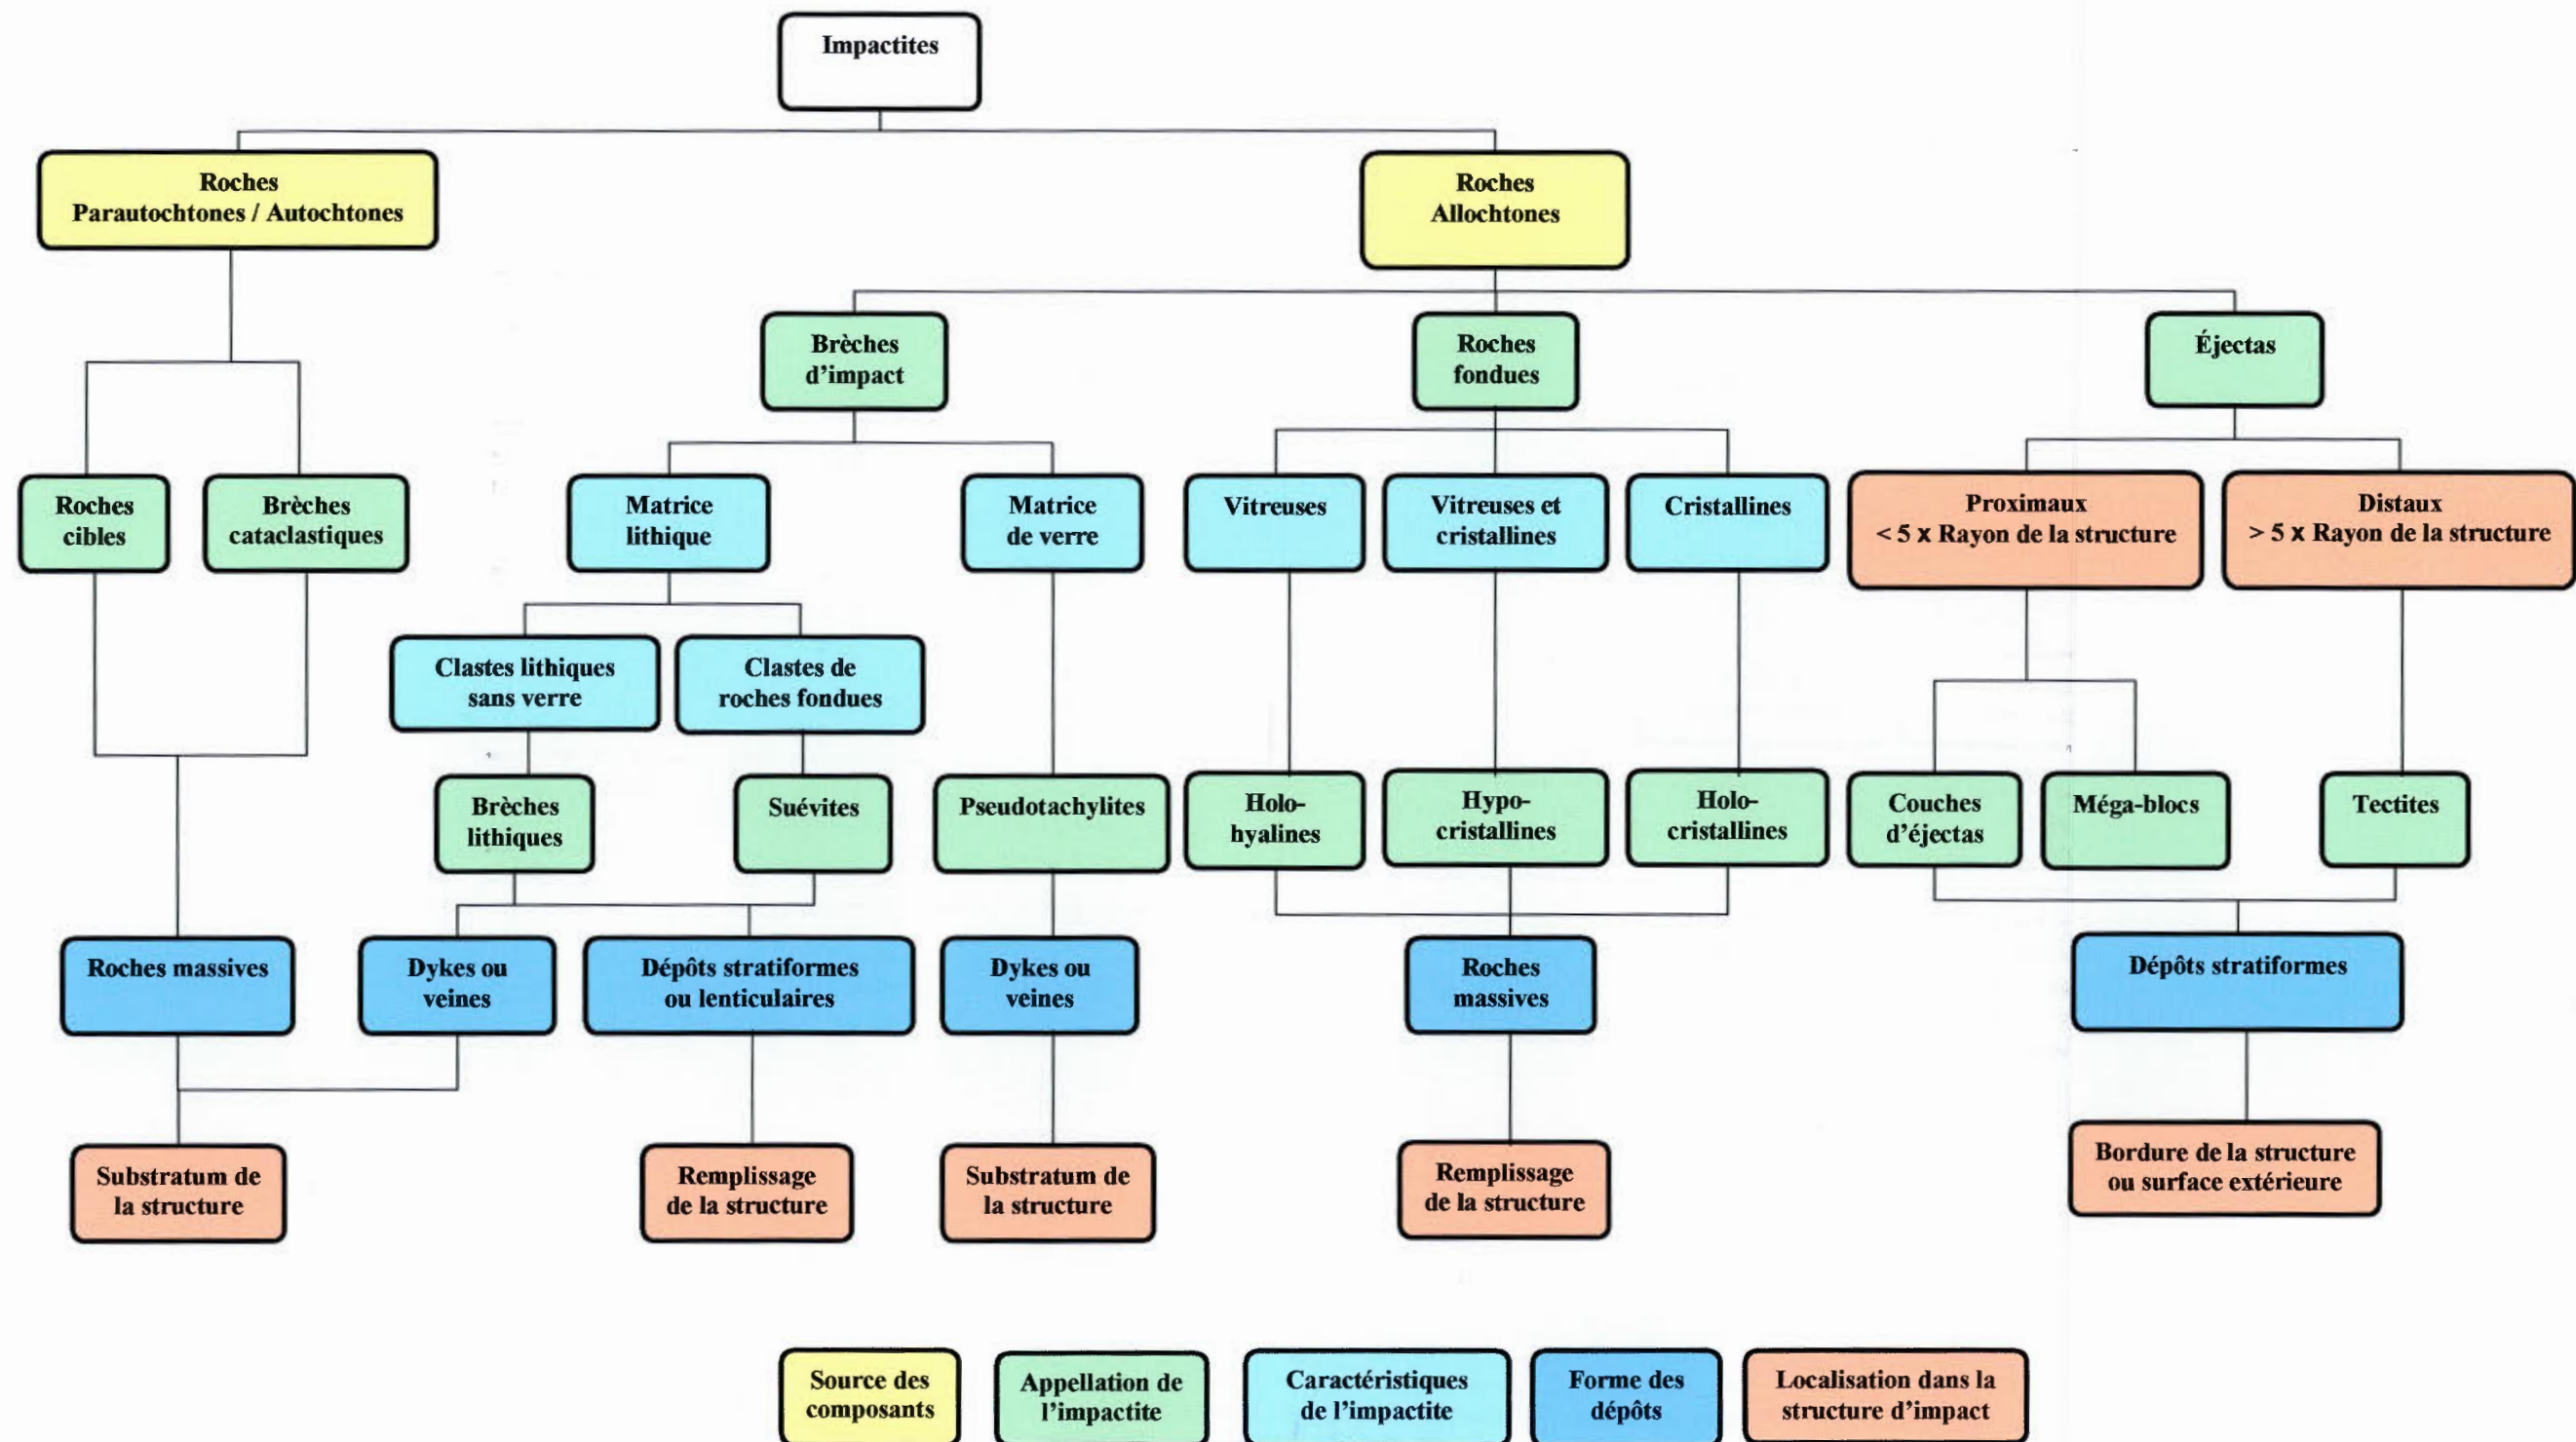 Impactites
Roches
Parautochtones / Autochtones
Roches
Allochtones
Brèches
d’impact
Roches
fondues
Éjectas
Roches
cibles
Brèches
cataclastiques
Matrice
lithique
Matrice
de verre
Vitreuses
Vitreuses et
cristallines
Cristallines
Proximaux
< 5 x Rayon de la structure
Distaux
> 5 x Rayon de la structure
Clastes lithiques
sans verre
Clastes de
roches fondues
Brèches
lithiques
Suévites
Pseudotachylites
Holo-
hyalines
Hypo-
cristallines
Holo-
cristallines
Couches
d’éjectas
Méga-blocs
Tectites
Roches massives
Dykes ou
veines
Dépôts stratiformes
ou lenticulaires
Dykes ou
veines
Roches
massives
Dépôts stratiformes
Substratum de
la structure
Remplissage
de la structure
Substratum de
la structure
Remplissage
de la structure
Bordure de la structure
ou surface extérieure
Source des
composants
Appellation de
l’impactite
Caractéristiques
de l’impactite
Forme des
dépôts
Localisation dans la
structure d’impact